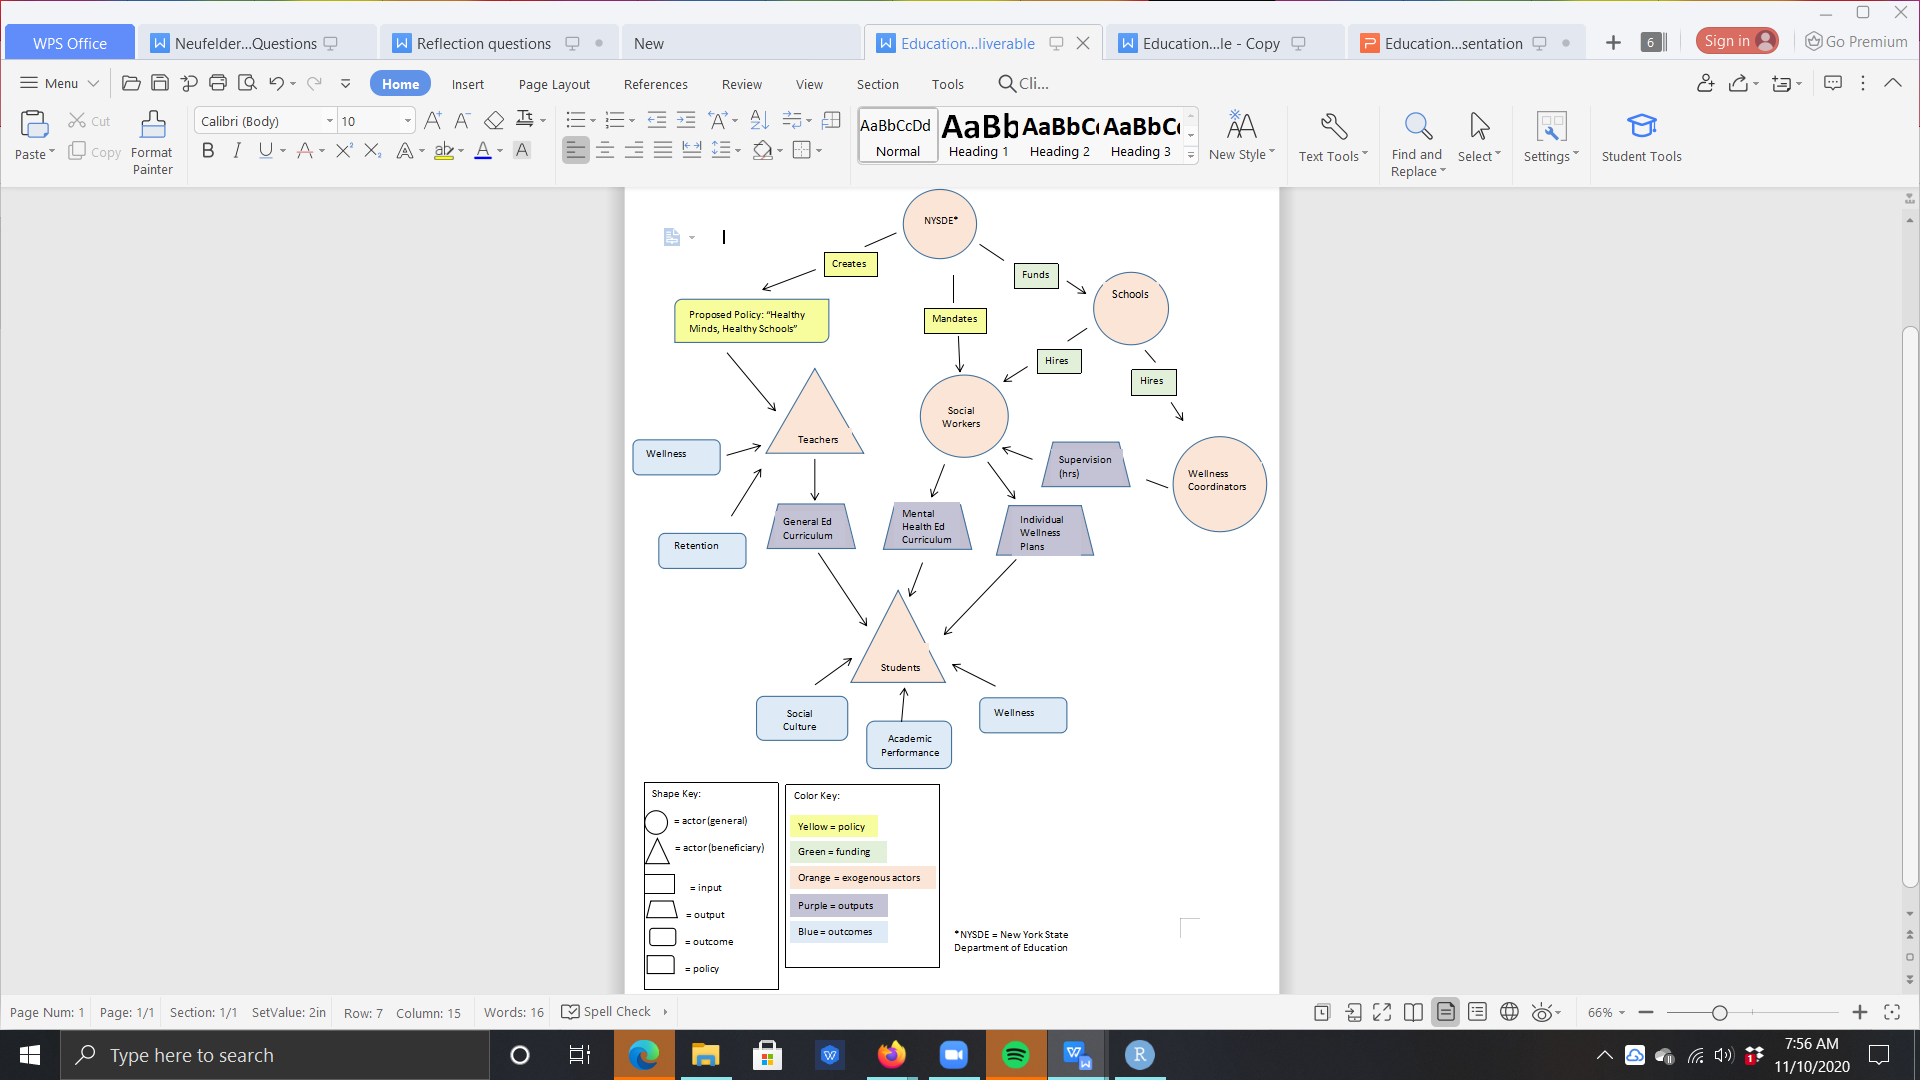 WPS Office
Neufelder...Questions
Reflection questions
New
Education...liverable
Education...le - Copy
Education...sentation
6
Sign in
Go Premium
Menu
Home
Insert
Page Layout
References
Review
View
Section
Tools
Cli...
Paste
Cut
Copy
Format
Painter
Calibri (Body)
10
AaBbCcDd
Normal
AaBb
Heading 1
AaBbC
Heading 2
AaBbC
Heading 3
New Style
Text Tools
Find and
Replace
Select
Settings
Student Tools
NYSDE*
Creates
Funds
Schools
Proposed Policy: “Healthy
Minds, Healthy Schools”
Mandates
Hires
Hires
Social
Workers
Teachers
Wellness
Supervision
(hrs)
Wellness
Coordinators
General Ed
Curriculum
Mental
Health Ed
Curriculum
Individual
Wellness
Plans
Retention
Students
Social
Culture
Academic
Performance
Wellness
Shape Key:
= actor (general)
= actor (beneficiary)
= input
= output
= outcome
= policy
Color Key:
Yellow = policy
Green = funding
Orange = exogenous actors
Purple = outputs
Blue = outcomes
*NYSDE = New York State
Department of Education
Page Num: 1
Page: 1/1
Section: 1/1
SetValue: 2in
Row: 7
Column: 15
Words: 16
Spell Check
66%
Type here to search
7:56 AM
11/10/2020